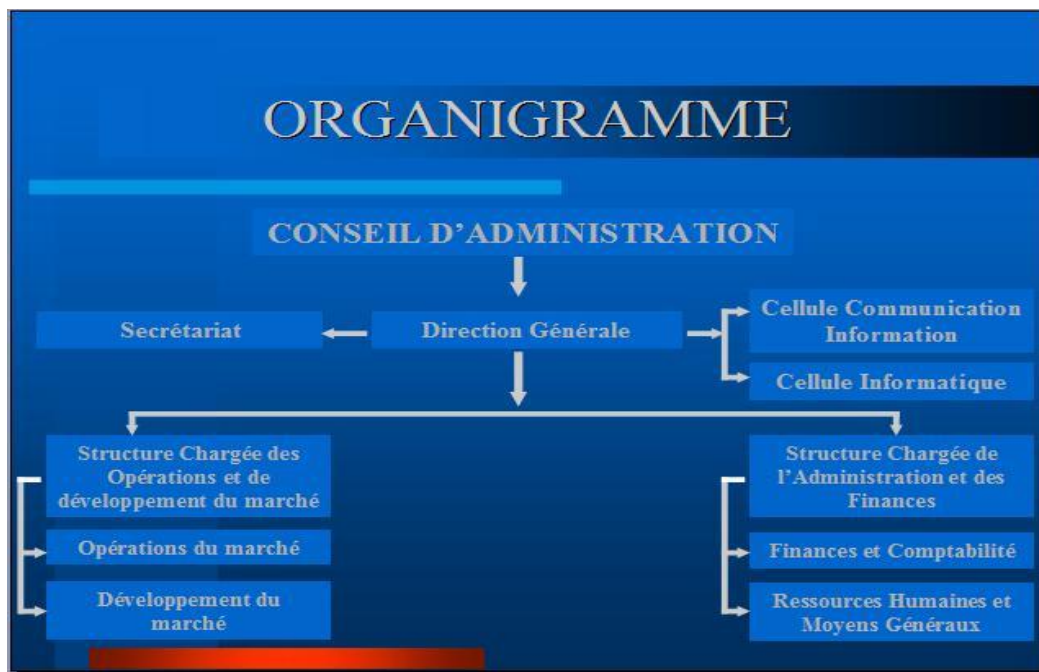 ORGANIGRAMME
CONSEIL D’ADMINISTRATION
Secrétariat
Direction Générale
Cellule Communication
Information
Cellule Informatique
Structure Chargée des
Opérations et de
développement du marché
Opérations du marché
Développement du
marché
Structure Chargée de
l’Administration et des
Finances
Finances et Comptabilité
Ressources Humaines et
Moyens Généraux